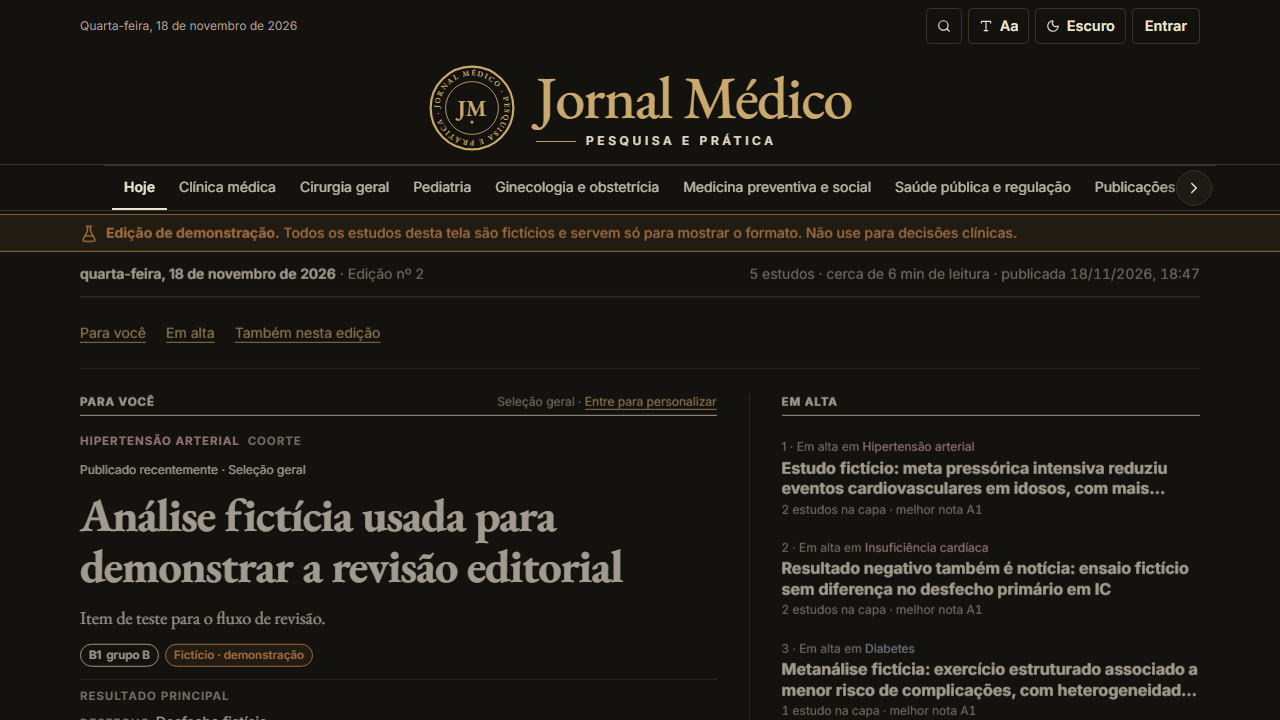 Quarta-feira, 18 de novembro de 2026
Aa
Escuro
Entrar
JORNAL MÉDICO · PESQUISA E PRÁTICA ·
JM
Jornal Médico
PESQUISA E PRÁTICA
Hoje
Clínica médica
Cirurgia geral
Pediatria
Ginecologia e obstetrícia
Medicina preventiva e social
Saúde pública e regulação
Publicações
Edição de demonstração. Todos os estudos desta tela são fictícios e servem só para mostrar o formato. Não use para decisões clínicas.
quarta-feira, 18 de novembro de 2026 · Edição nº 2
5 estudos · cerca de 6 min de leitura · publicada 18/11/2026, 18:47
Para você
Em alta
Também nesta edição
PARA VOCÊ
Seleção geral · Entre para personalizar
HIPERTENSÃO ARTERIAL COORTE
Publicado recentemente · Seleção geral
Análise fictícia usada para
demonstrar a revisão editorial
Item de teste para o fluxo de revisão.
B1 grupo B
Fictício · demonstração
RESULTADO PRINCIPAL
EM ALTA
1 · Em alta em Hipertensão arterial
Estudo fictício: meta pressórica intensiva reduziu
eventos cardiovasculares em idosos, com mais...
2 estudos na capa · melhor nota A1
2 · Em alta em Insuficiência cardíaca
Resultado negativo também é notícia: ensaio fictício
sem diferença no desfecho primário em IC
2 estudos na capa · melhor nota A1
3 · Em alta em Diabetes
Metanálise fictícia: exercício estruturado associado a
menor risco de complicações, com heterogeneidad...
1 estudos na capa · melhor nota A1